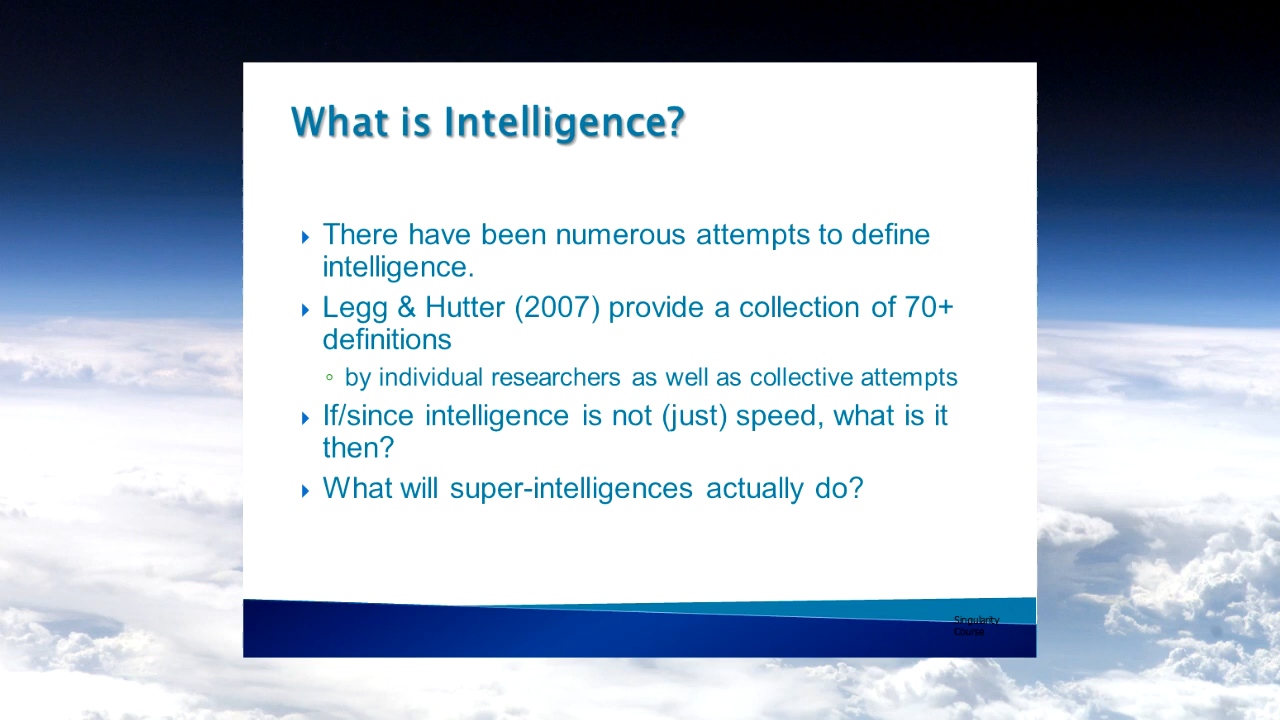 What is Intelligence?
There have been numerous attempts to define
intelligence.
Legg & Hutter (2007) provide a collection of 70+
definitions
by individual researchers as well as collective attempts
If/since intelligence is not (just) speed, what is it
then?
What will super-intelligences actually do?
Singularity
Course